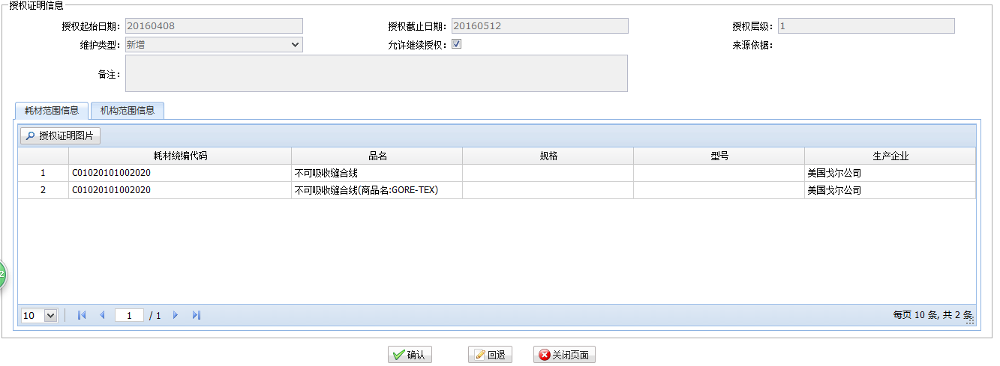 授权证明信息
授权起始日期： 20160408 授权截止日期： 20160512 授权层级： 1
维护类型： 新增 允许继续授权： 来源依据：
备注：
耗材范围信息 机构范围信息
授权证明图片
耗材统编代码 品名 规格 型号 生产企业
1 C01020101002020 不可吸收缝合线 美国戈尔公司
2 C01020101002020 不可吸收缝合线(商品名:GORE-TEX) 美国戈尔公司
2
10 1 / 1 每页 10 条, 共 2 条
确认 回退 关闭页面